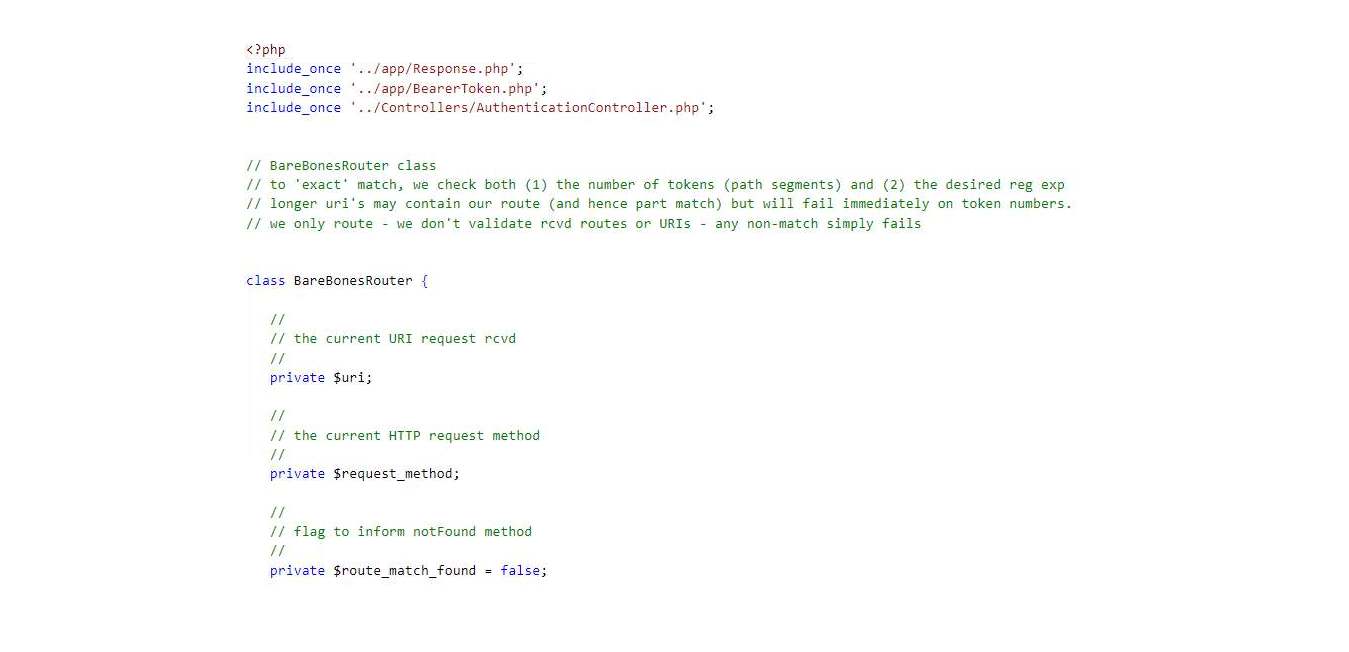 <?php
include_once '../app/Response.php';
include_once '../app/BearerToken.php';
include_once '../Controllers/AuthenticationController.php';
// BareBonesRouter class
// to 'exact' match, we check both (1) the number of tokens (path segments) and (2) the desired reg exp
// longer uri's may contain our route (and hence part match) but will fail immediately on token numbers.
// we only route - we don't validate rcvd routes or URIs - any non-match simply fails
class BareBonesRouter {
//
// the current URI request rcvd
//
private $uri;
//
// the current HTTP request method
//
private $request_method;
//
// flag to inform notFound method
//
private $route_match_found = false;